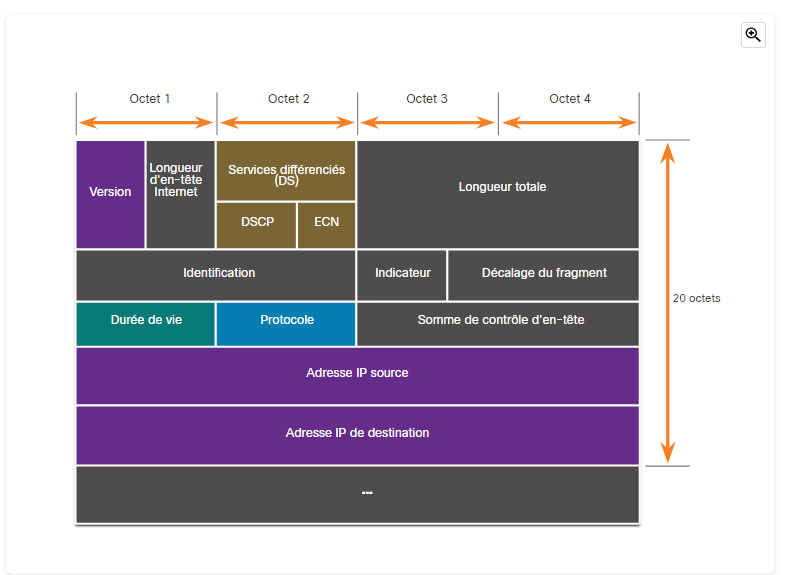 Octet 1
Octet 2
Octet 3
Octet 4
Version
Longueur
d'en-tête
Internet
Services différenciés
(DS)
DSCP
ECN
Longueur totale
Identification
Indicateur
Décalage du fragment
Durée de vie
Protocole
Somme de contrôle d'en-tête
20 octets
Adresse IP source
Adresse IP de destination
...